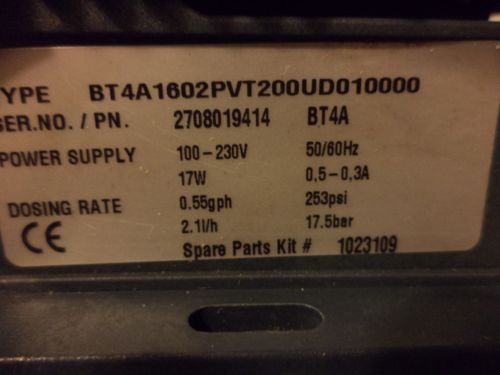 TYPE BT4A1602PVT200UD010000
SER.NO. / PN. 2708019414 BT4A
POWER SUPPLY 100-230V 50/60Hz
17W 0,5-0,3A
DOSING RATE 0.55gph 253psi
2.1l/h 17.5bar
CE Spare Parts Kit # 1023109